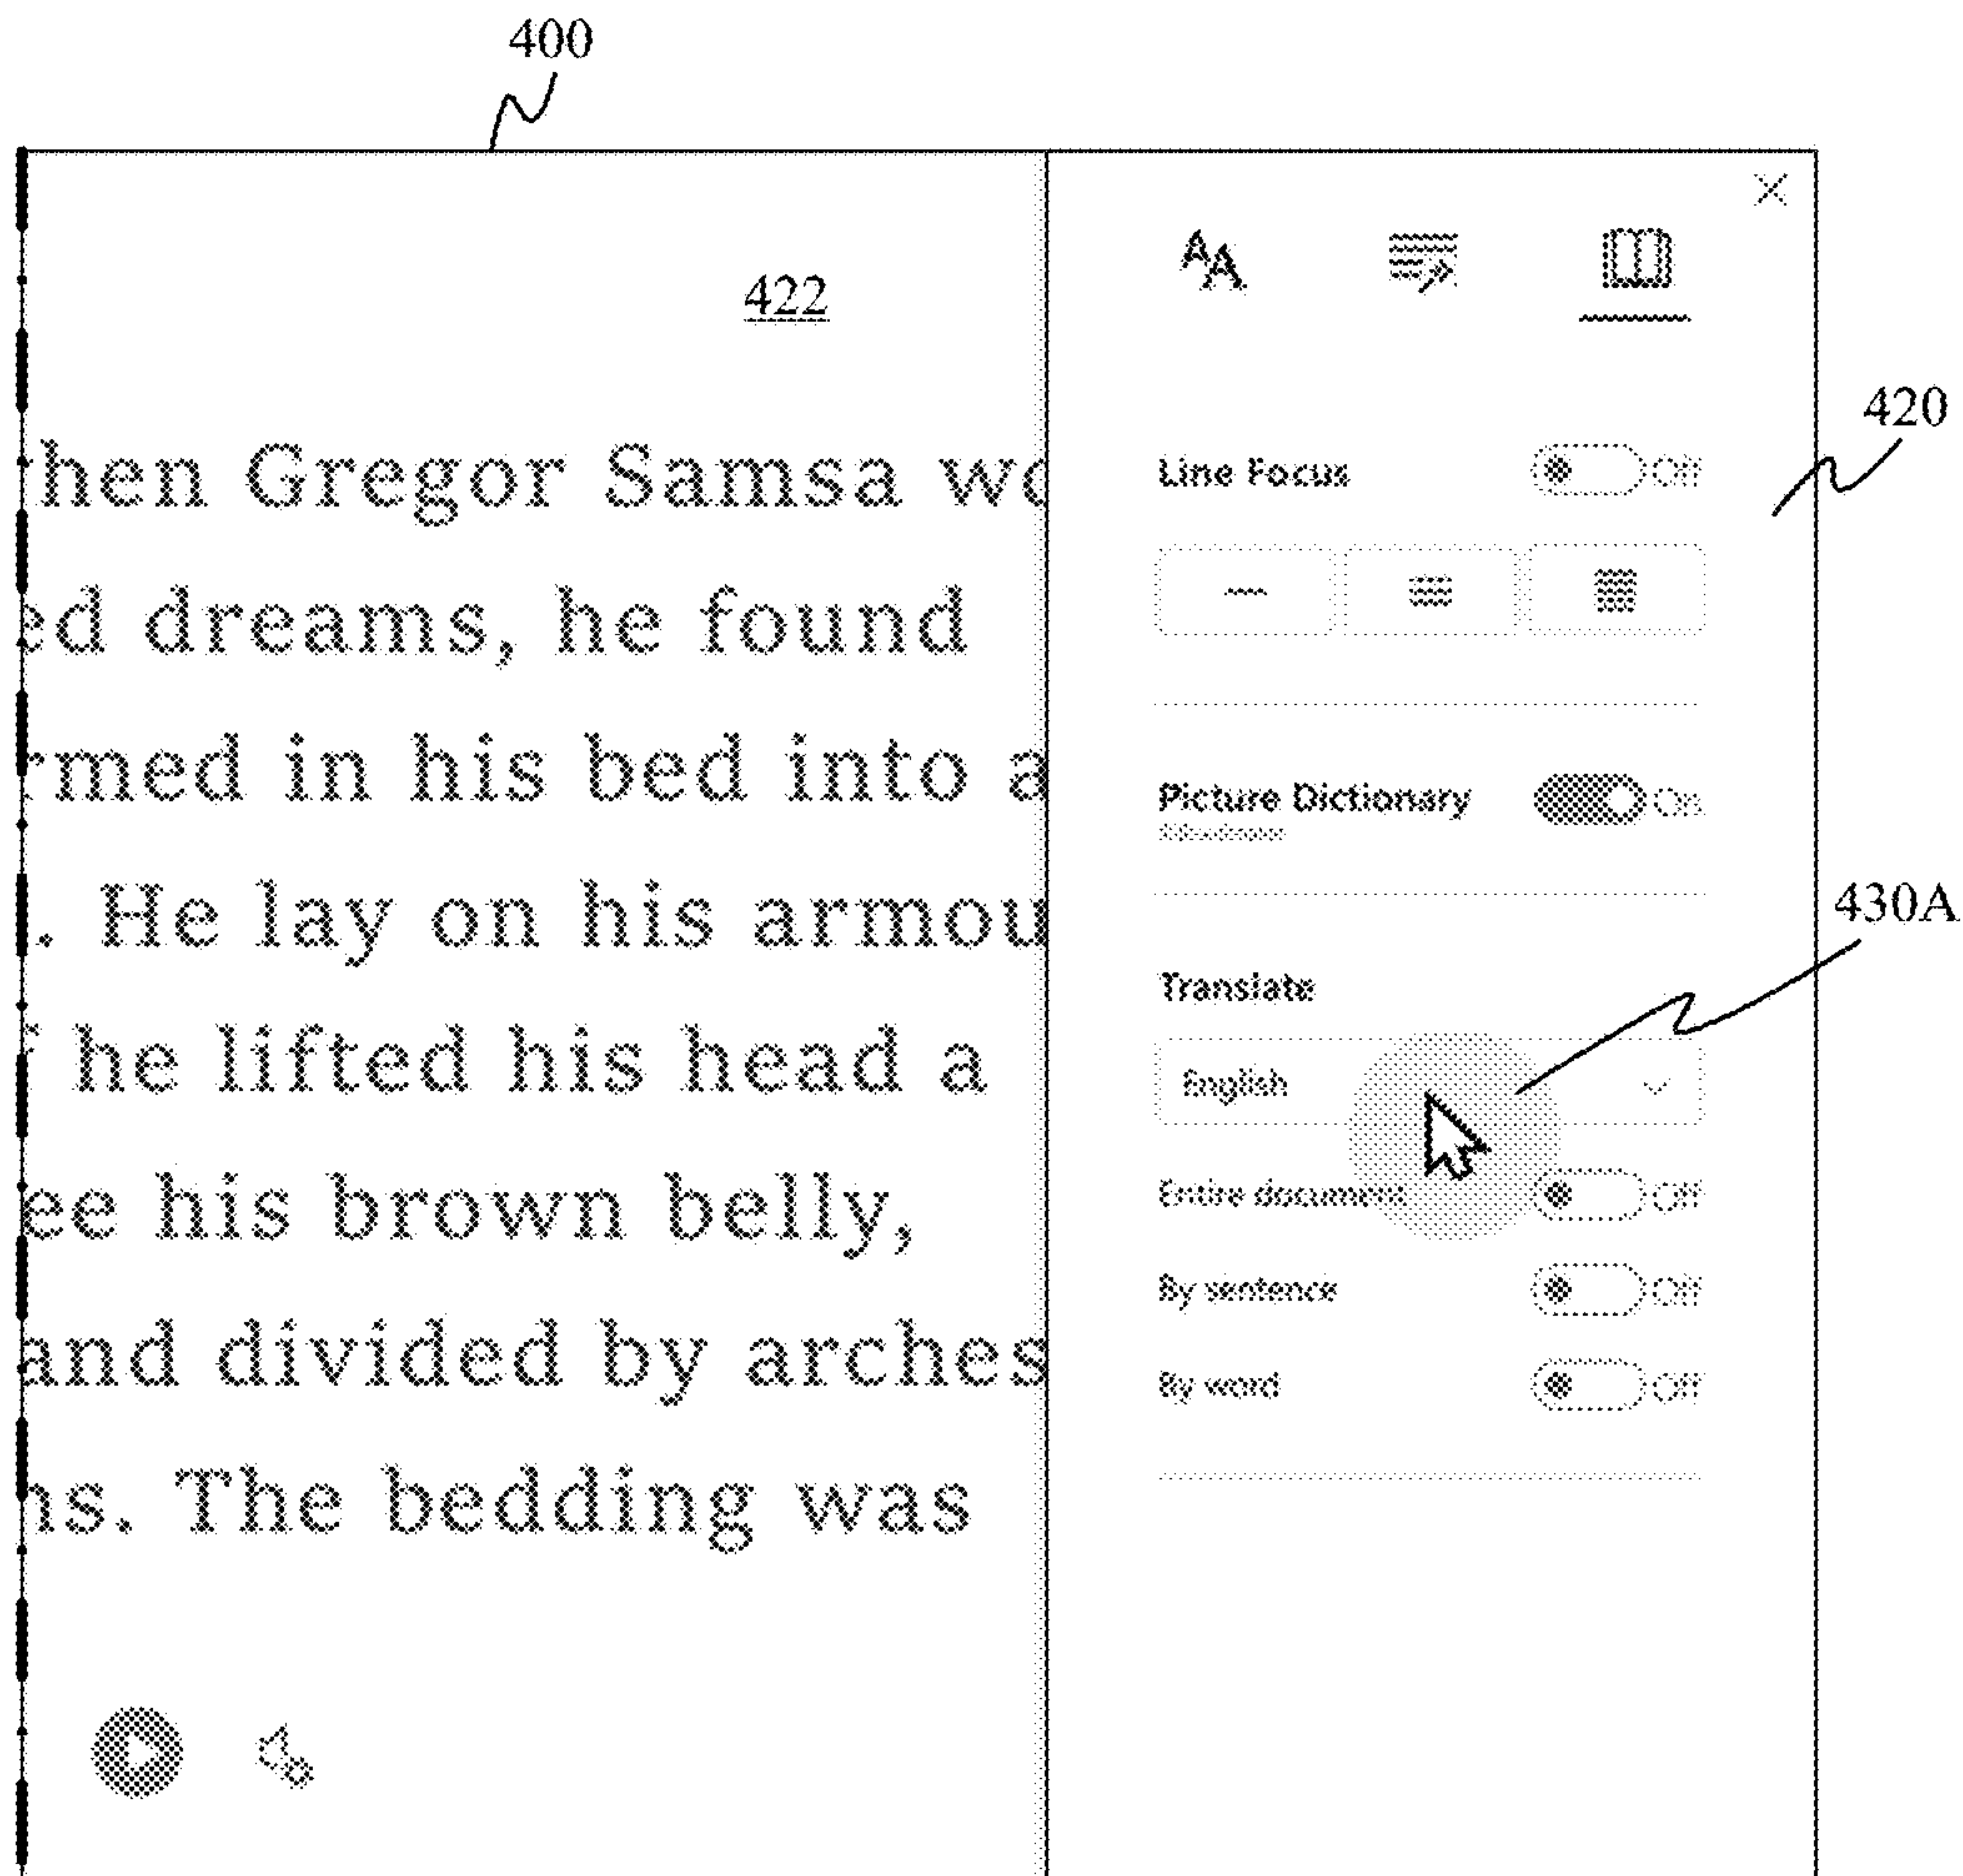 400
422
hen Gregor Samsa wo
ed dreams, he found
rmed in his bed into a
. He lay on his armou
he lifted his head a
ee his brown belly,
and divided by arches
ns. The bedding was
AA
420
Line Focus Off
Picture Dictionary On
430A
Translate
English
Entire document Off
By sentence Off
By word Off